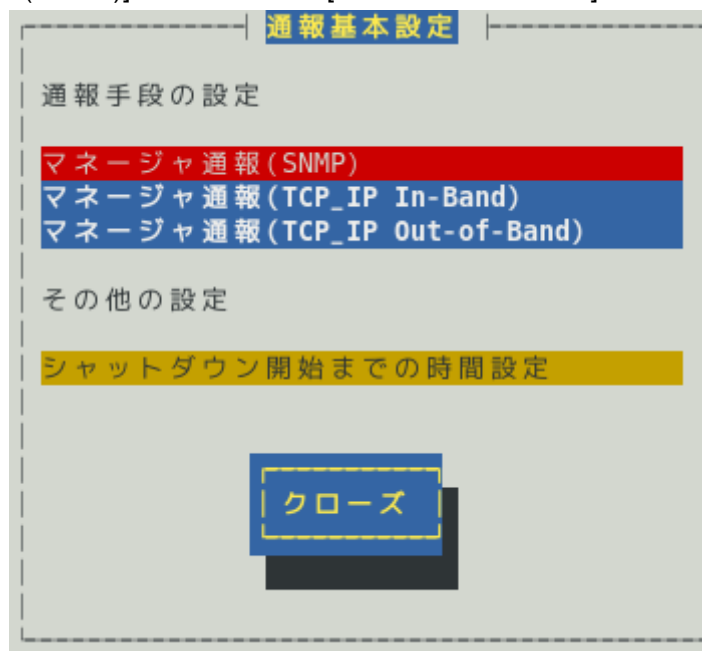 通報基本設定
通報手段の設定
マネージャ通報(SNMP)
マネージャ通報(TCP_IP In-Band)
マネージャ通報(TCP_IP Out-of-Band)
その他の設定
シャットダウン開始までの時間設定
クローズ